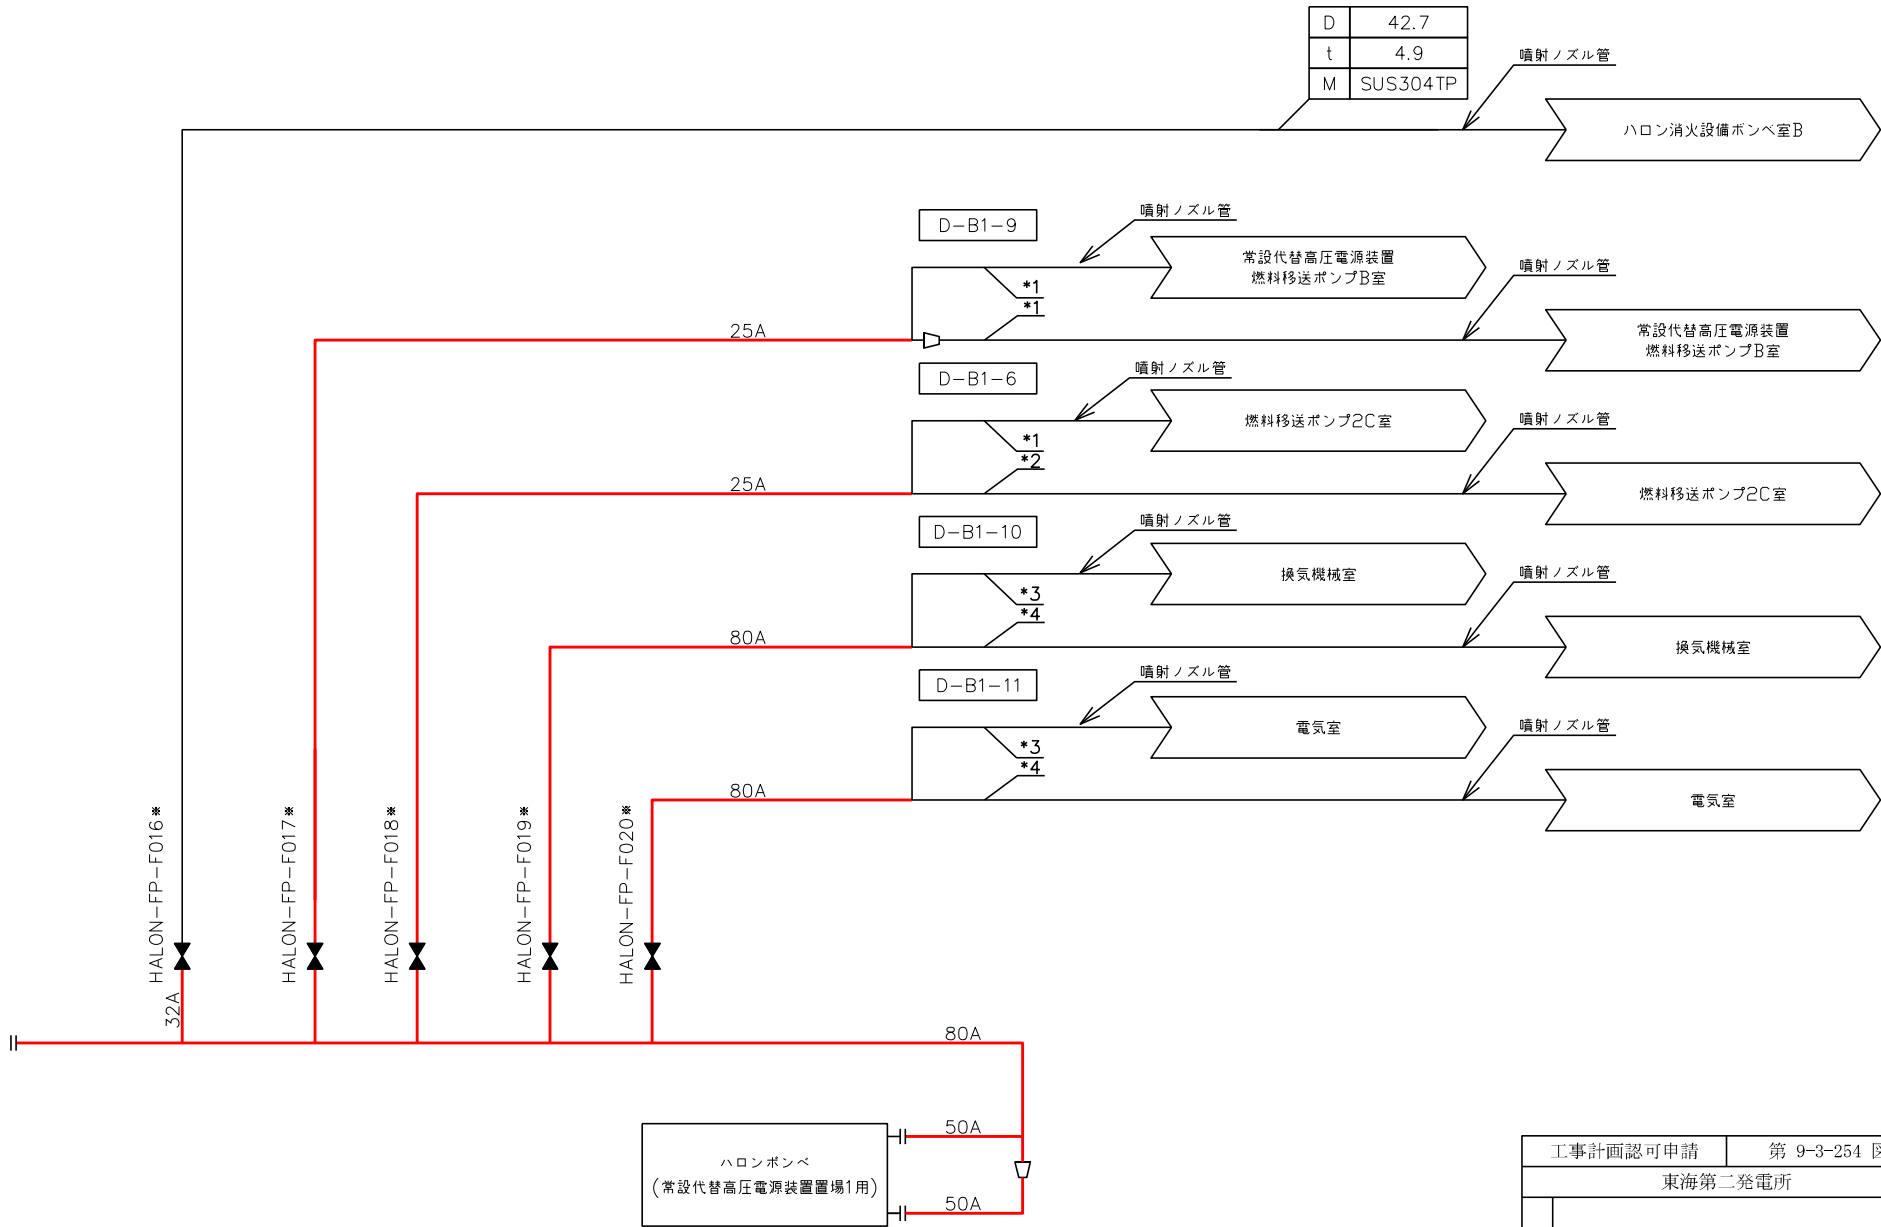 D 42.7
t 4.9
M SUS304TP
噴射ノズル管
ハロン消火設備ボンベ室B
D-B1-9
噴射ノズル管
常設代替高圧電源装置
燃料移送ポンプB室
*1
*1
噴射ノズル管
25A
常設代替高圧電源装置
燃料移送ポンプB室
D-B1-6
噴射ノズル管
燃料移送ポンプ2C室
*1
*2
噴射ノズル管
25A
燃料移送ポンプ2C室
D-B1-10
噴射ノズル管
換気機械室
*3
*4
噴射ノズル管
80A
換気機械室
D-B1-11
噴射ノズル管
電気室
*3
*4
噴射ノズル管
80A
電気室
HALON-FP-F016※
HALON-FP-F017※
HALON-FP-F018※
HALON-FP-F019※
HALON-FP-F020※
32A
80A
50A
ハロンボンベ
(常設代替高圧電源装置置場1用)
50A
工事計画認可申請 第 9-3-254 図
東海第二発電所